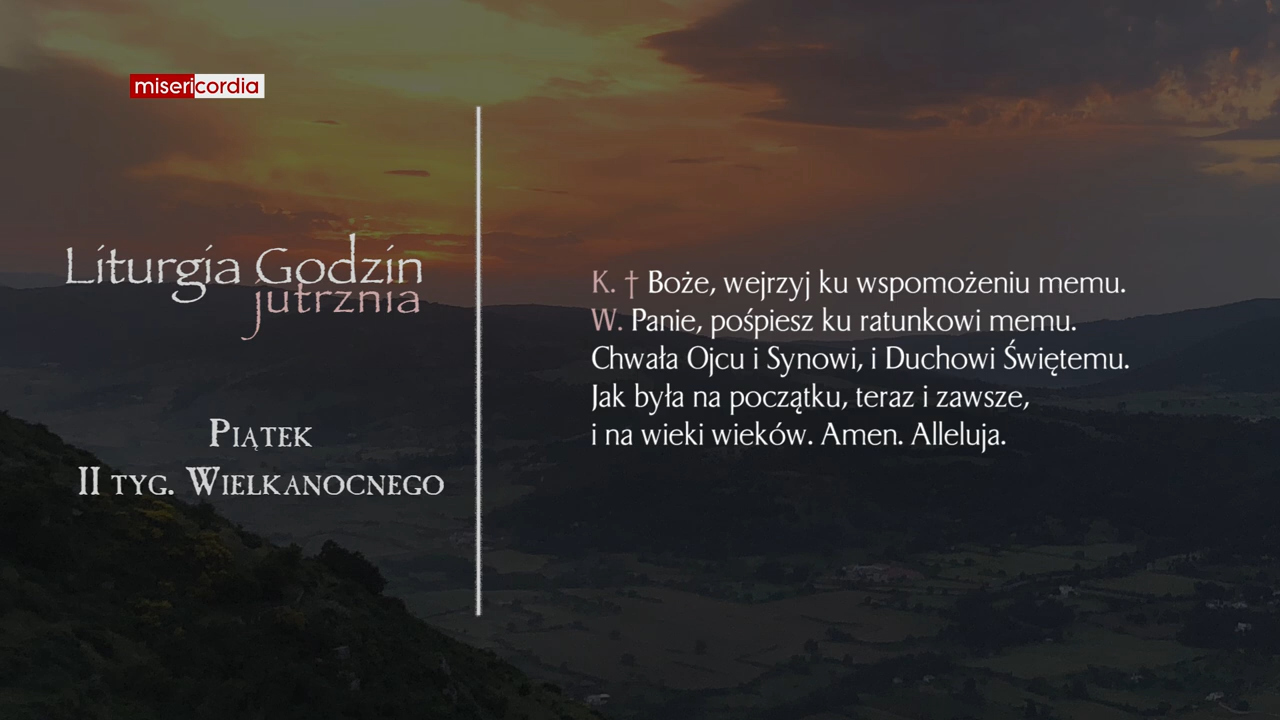 misericordia
Liturgia Godzin
jutrznia
Piątek
II tyg. Wielkanocnego
K. † Boże, wejrzyj ku wspomożeniu memu.
W. Panie, pośpiesz ku ratunkowi memu.
Chwała Ojcu i Synowi, i Duchowi Świętemu.
Jak była na początku, teraz i zawsze,
i na wieki wieków. Amen. Alleluja.